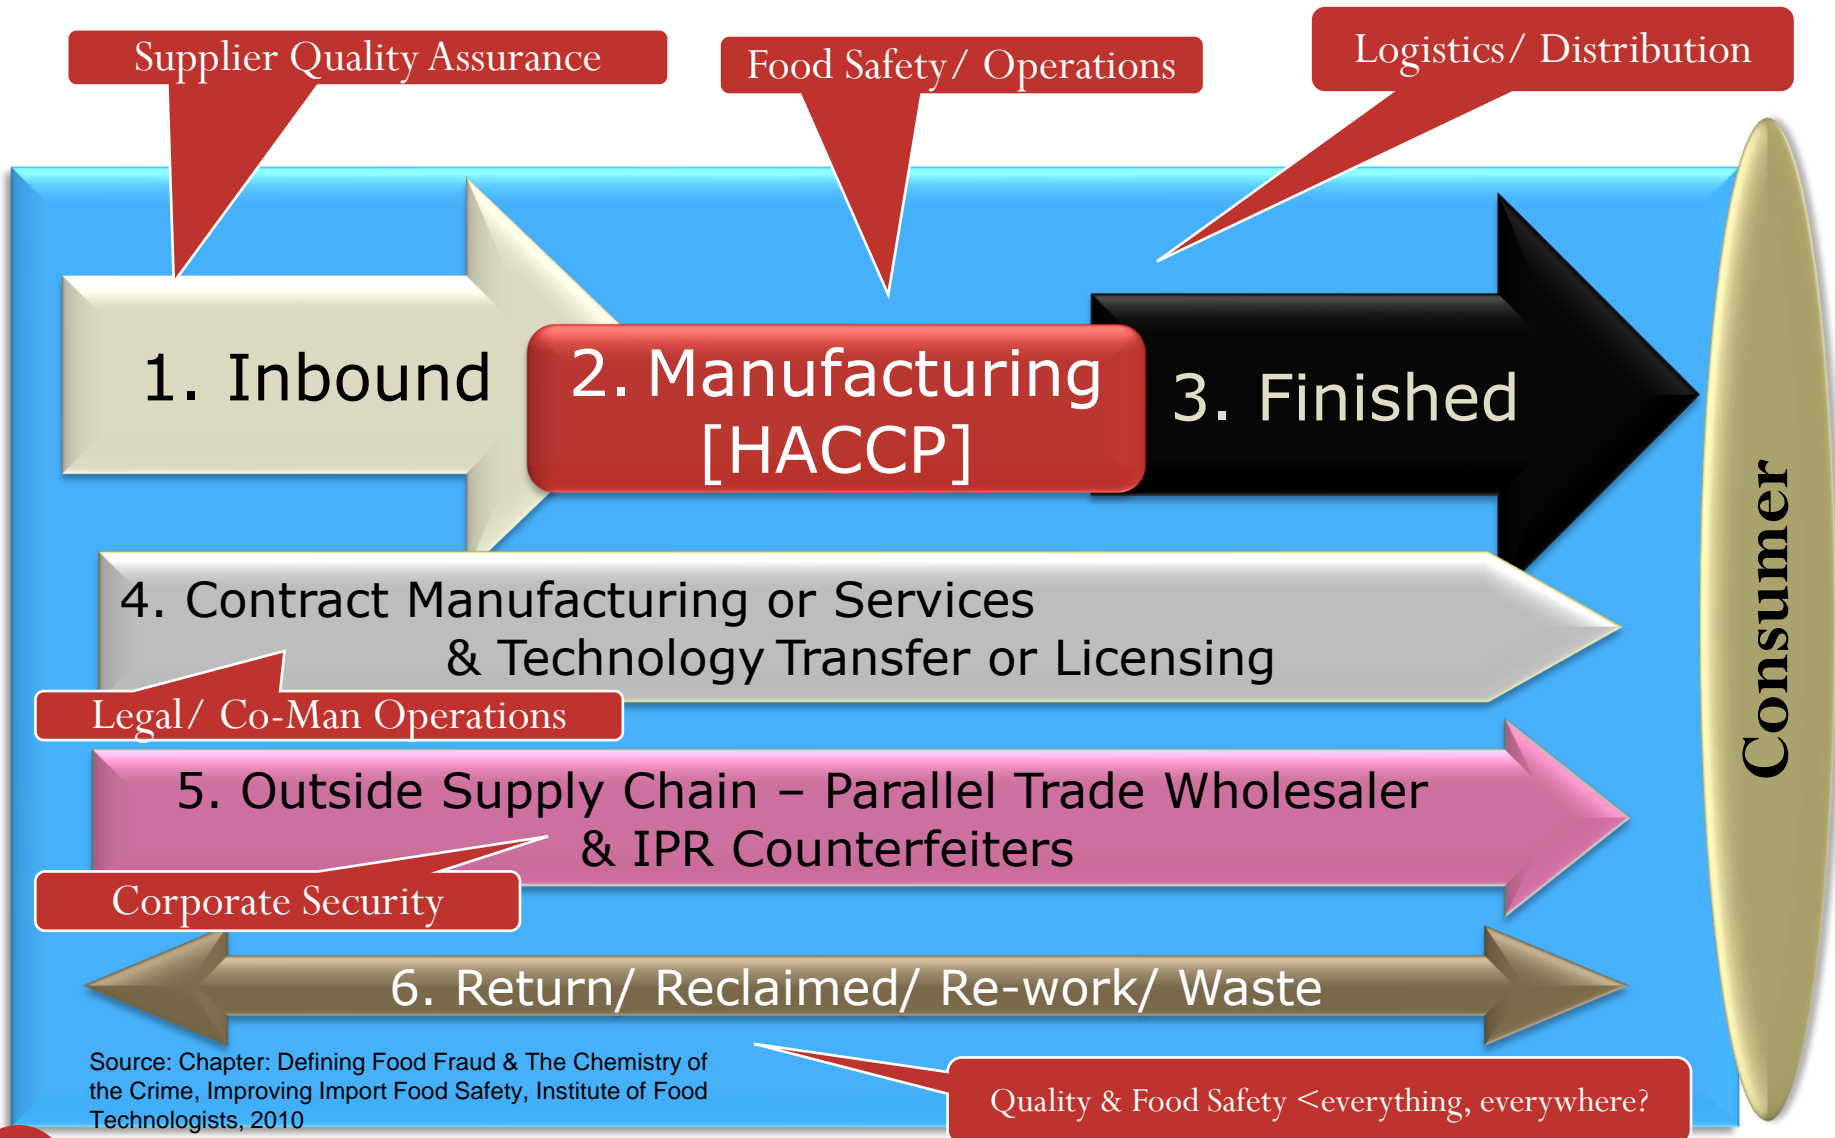 Supplier Quality Assurance
Food Safety/ Operations
Logistics/ Distribution
1. Inbound
2. Manufacturing
[HACCP]
3. Finished
Consumer
4. Contract Manufacturing or Services
& Technology Transfer or Licensing
Legal/ Co-Man Operations
5. Outside Supply Chain – Parallel Trade Wholesaler
& IPR Counterfeiters
Corporate Security
6. Return/ Reclaimed/ Re-work/ Waste
Source: Chapter: Defining Food Fraud & The Chemistry of
the Crime, Improving Import Food Safety, Institute of Food
Technologists, 2010
Quality & Food Safety <everything, everywhere?